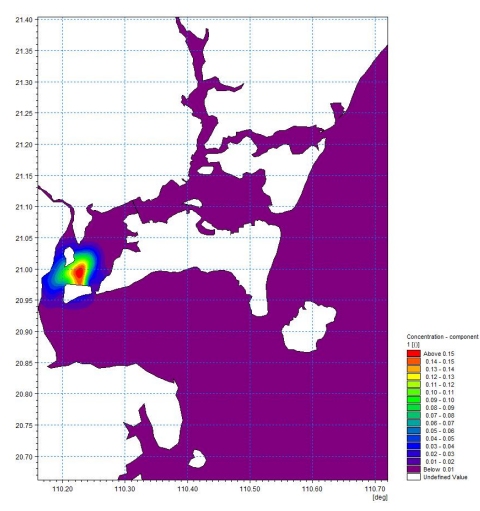 21.40
21.35
21.30
21.25
21.20
21.15
21.10
21.05
21.00
20.95
20.90
20.85
20.80
20.75
20.70
110.20 110.30 110.40 110.50 110.60 110.70
[deg]
Concentration - component
1 [()]
Above 0.15
0.14 - 0.15
0.13 - 0.14
0.12 - 0.13
0.11 - 0.12
0.10 - 0.11
0.09 - 0.10
0.08 - 0.09
0.07 - 0.08
0.06 - 0.07
0.05 - 0.06
0.04 - 0.05
0.03 - 0.04
0.02 - 0.03
0.01 - 0.02
Below 0.01
Undefined Value